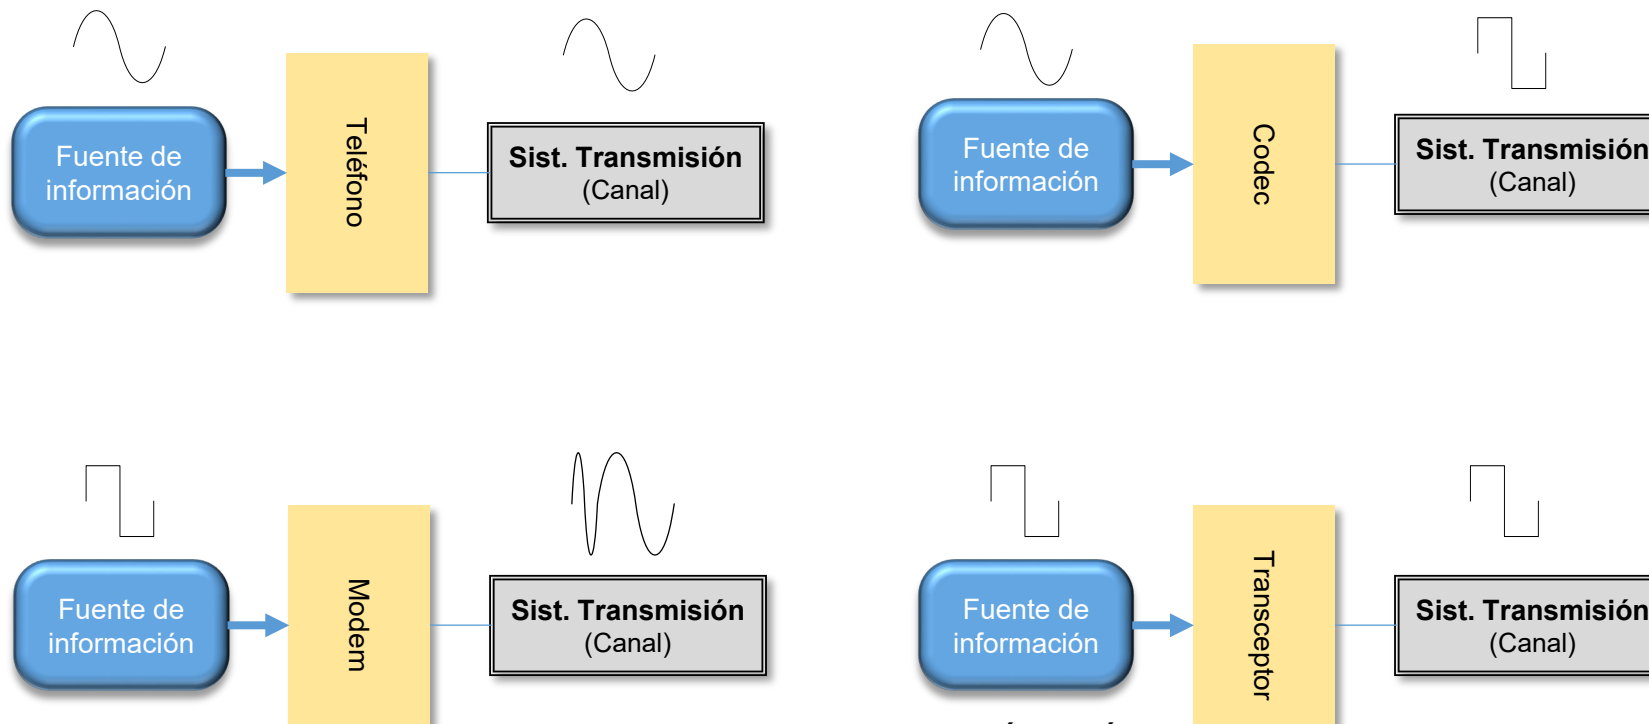 Fuente de
información
Teléfono
Sist. Transmisión
(Canal)
Fuente de
información
Codec
Sist. Transmisión
(Canal)
Fuente de
información
Modem
Sist. Transmisión
(Canal)
Fuente de
información
Transceptor
Sist. Transmisión
(Canal)